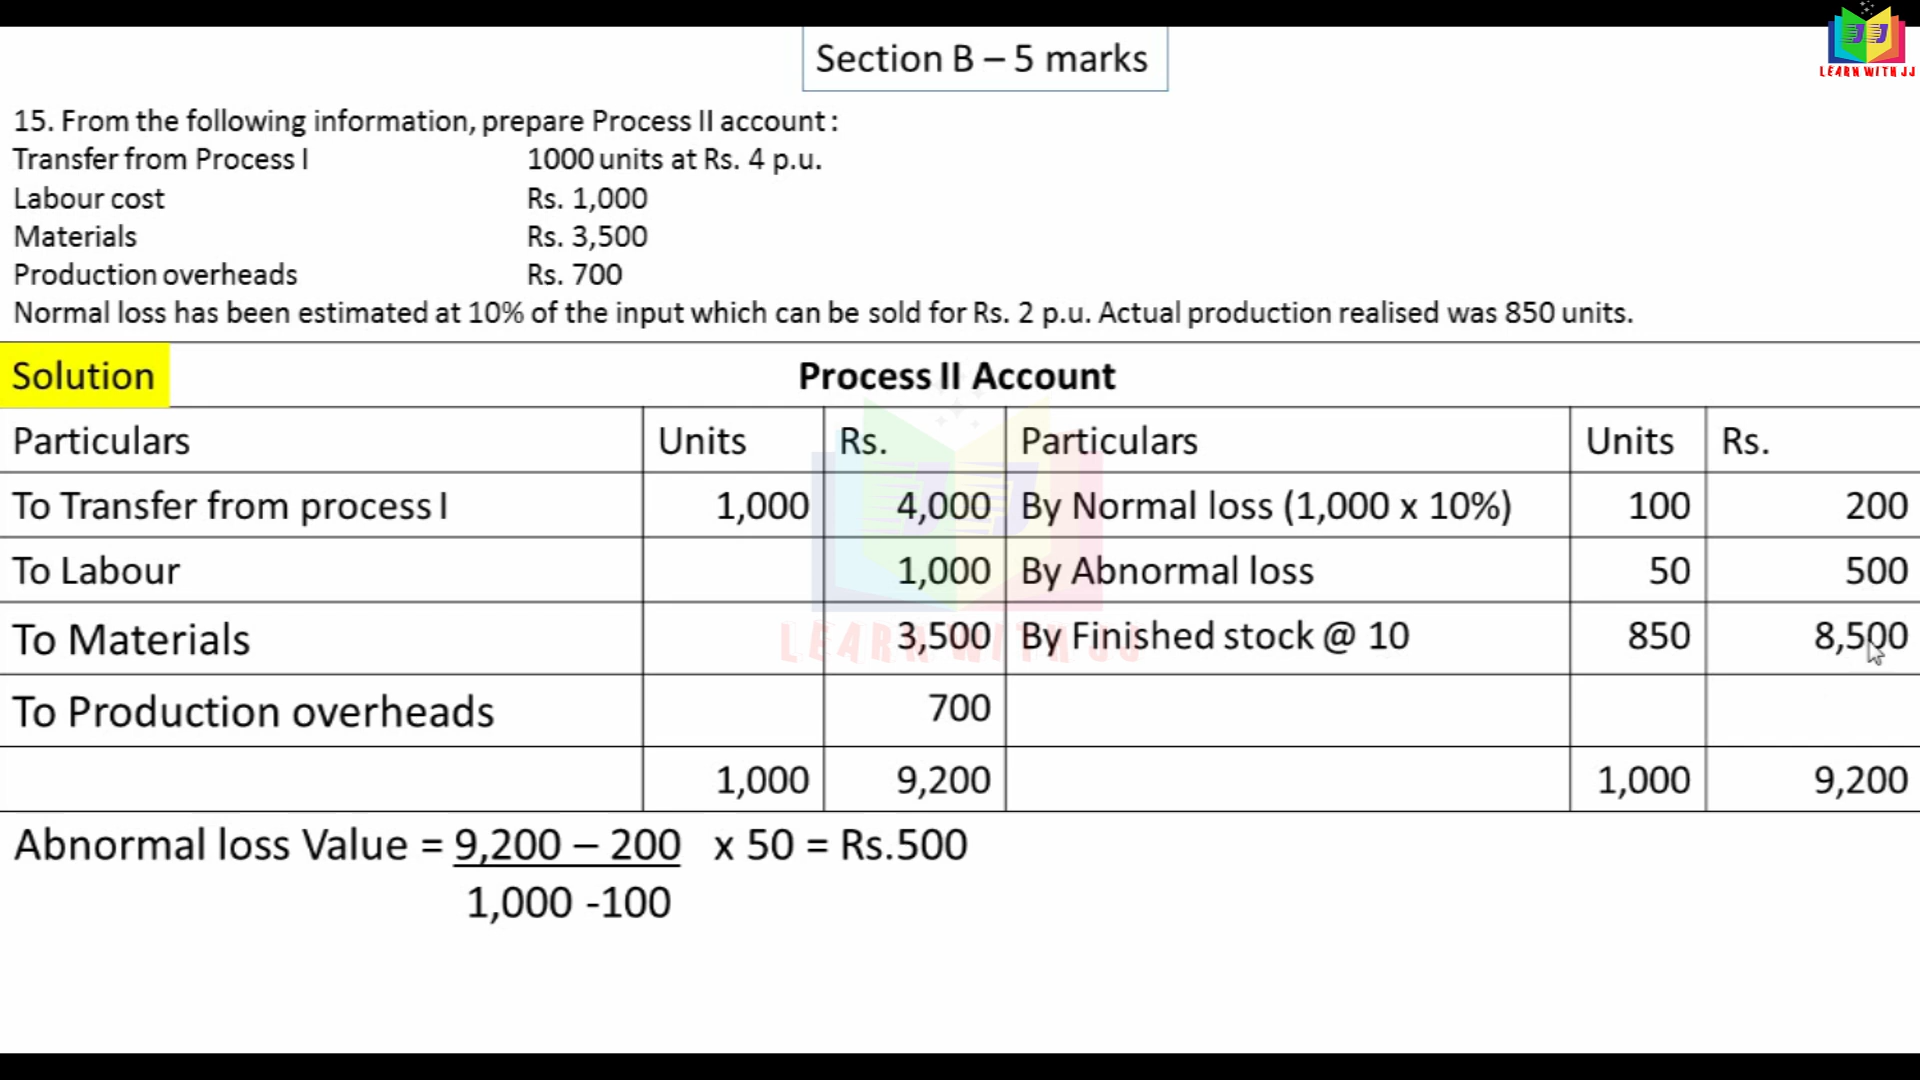 Section B – 5 marks
LEARN WITH JJ
15. From the following information, prepare Process II account :
Transfer from Process I 1000 units at Rs. 4 p.u.
Labour cost Rs. 1,000
Materials Rs. 3,500
Production overheads Rs. 700
Normal loss has been estimated at 10% of the input which can be sold for Rs. 2 p.u. Actual production realised was 850 units.
Solution Process II Account
Particulars Units Rs. Particulars Units Rs.
To Transfer from process I 1,000 4,000 By Normal loss (1,000 x 10%) 100 200
To Labour 1,000 By Abnormal loss 50 500
To Materials 3,500 By Finished stock @ 10 850 8,500
LEARN WITH JJ
To Production overheads 700
1,000 9,200 1,000 9,200
Abnormal loss Value = 9,200 – 200 x 50 = Rs.500
1,000 -100